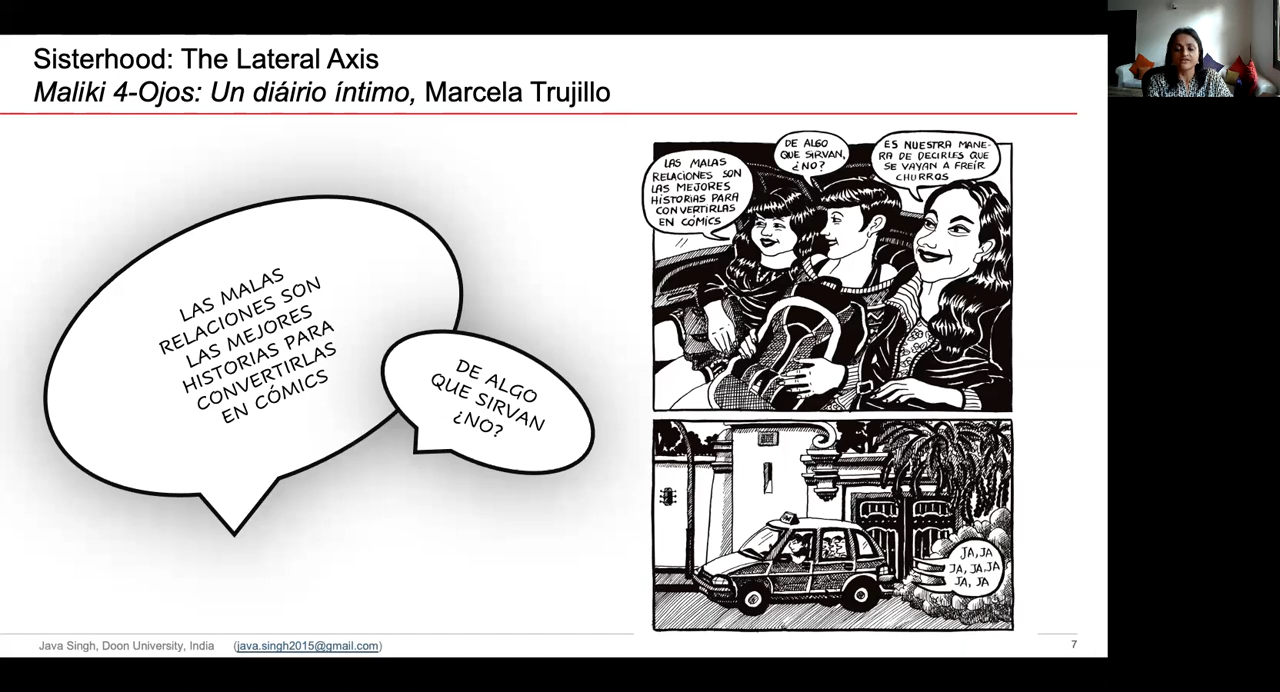 Sisterhood: The Lateral Axis
Maliki 4-Ojos: Un diáirio íntimo, Marcela Trujillo
LAS MALAS
RELACIONES SON
LAS MEJORES
HISTORIAS PARA
CONVERTIRLAS
EN CÓMICS
DE ALGO
QUE SIRVAN
¿NO?
LAS MALAS
RELACIONES SON
LAS MEJORES
HISTORIAS PARA
CONVERTIRLAS
EN CÓMICS
DE ALGO
QUE SIRVAN,
¿NO?
ES NUESTRA MANE-
RA DE DECIRLES QUE
SE VAYAN A FREÍR
CHURROS
JA, JA
JA, JA, JA
JA, JA
Java Singh, Doon University, India (java.singh2015@gmail.com)
7